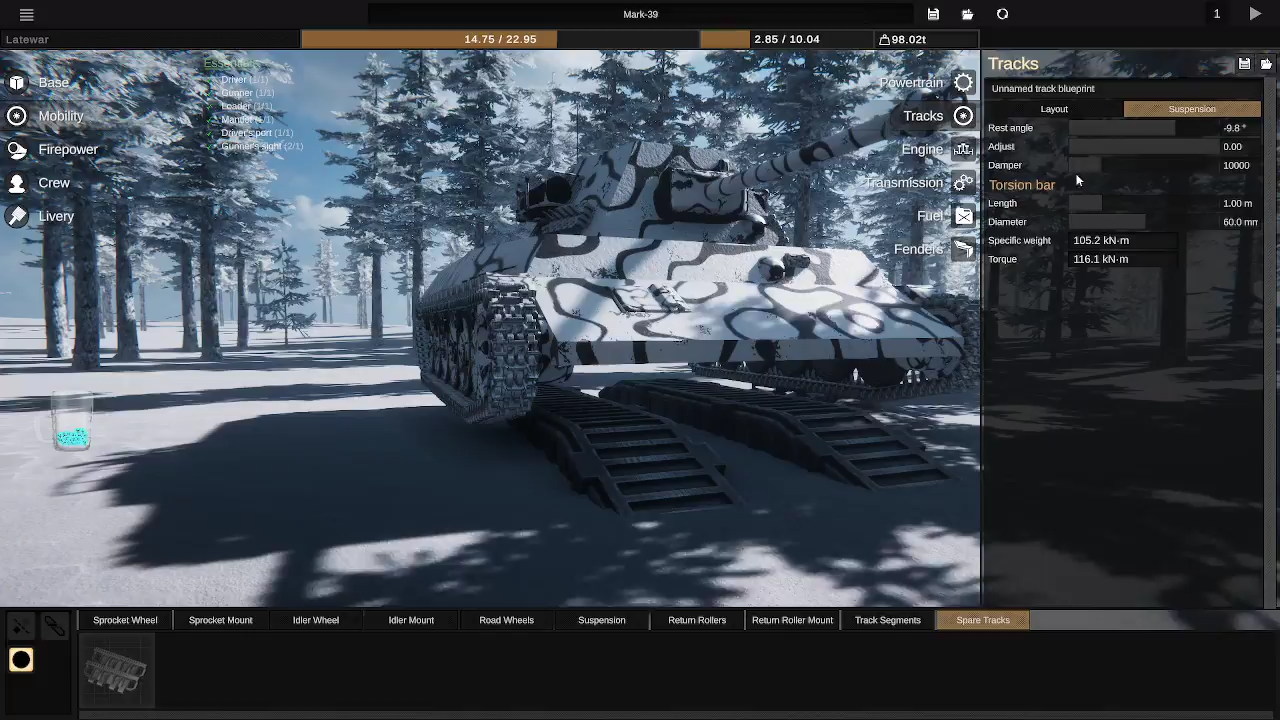 Mark-39
1
Latewar
14.75 / 22.95
2.85 / 10.04
98.02t
Base
Mobility
Firepower
Crew
Livery
Driver (1/1)
Gunner (1/1)
Loader (1/1)
Mantlet (1/1)
Driver's port (1/1)
Gunner's sight (2/1)
Powertrain
Tracks
Engine
Transmission
Fuel
Fenders
Tracks
Unnamed track blueprint
Layout
Suspension
Rest angle -9.8 °
Adjust 0.00
Damper 10000
Torsion bar
Length 1.00 m
Diameter 60.0 mm
Specific weight 105.2 kN·m
Torque 116.1 kN·m
Sprocket Wheel
Sprocket Mount
Idler Wheel
Idler Mount
Road Wheels
Suspension
Return Rollers
Return Roller Mount
Track Segments
Spare Tracks